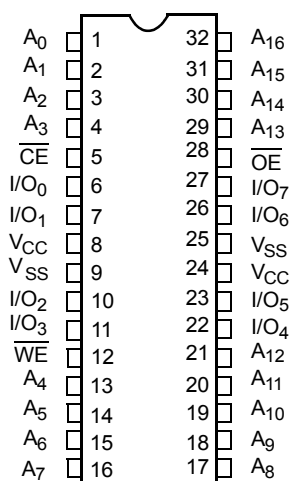 A0 1 32 A16
A1 2 31 A15
A2 3 30 A14
A3 4 29 A13
CE 5 28 OE
I/O0 6 27 I/O7
I/O1 7 26 I/O6
VCC 8 25 VSS
VSS 9 24 VCC
I/O2 10 23 I/O5
I/O3 11 22 I/O4
WE 12 21 A12
A4 13 20 A11
A5 14 19 A10
A6 15 18 A9
A7 16 17 A8